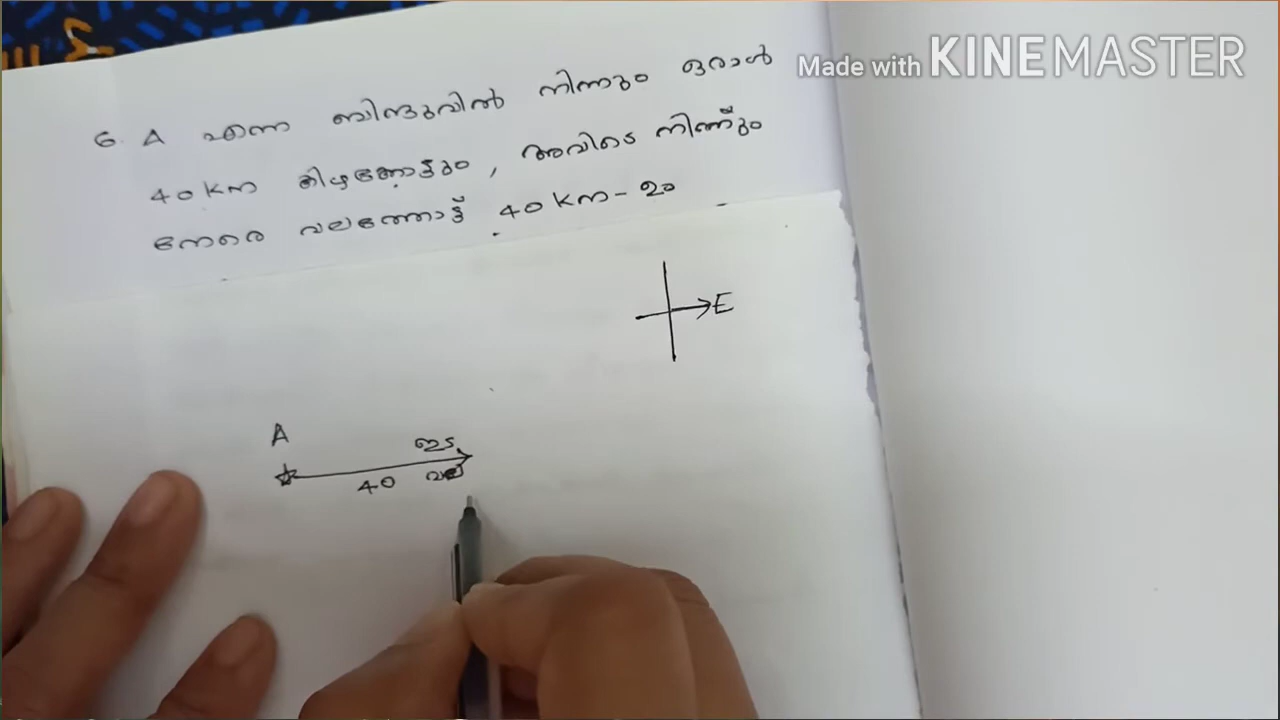 Made with KINEMASTER
6. A എന്ന ബിന്ദുവിൽ നിന്നും ഒരാൾ
40 km കിഴക്കോട്ടും, അവിടെ നിന്നും
നേരെ വലത്തോട്ട് 40 km - ഉം
E
A
ഇട
40 വല